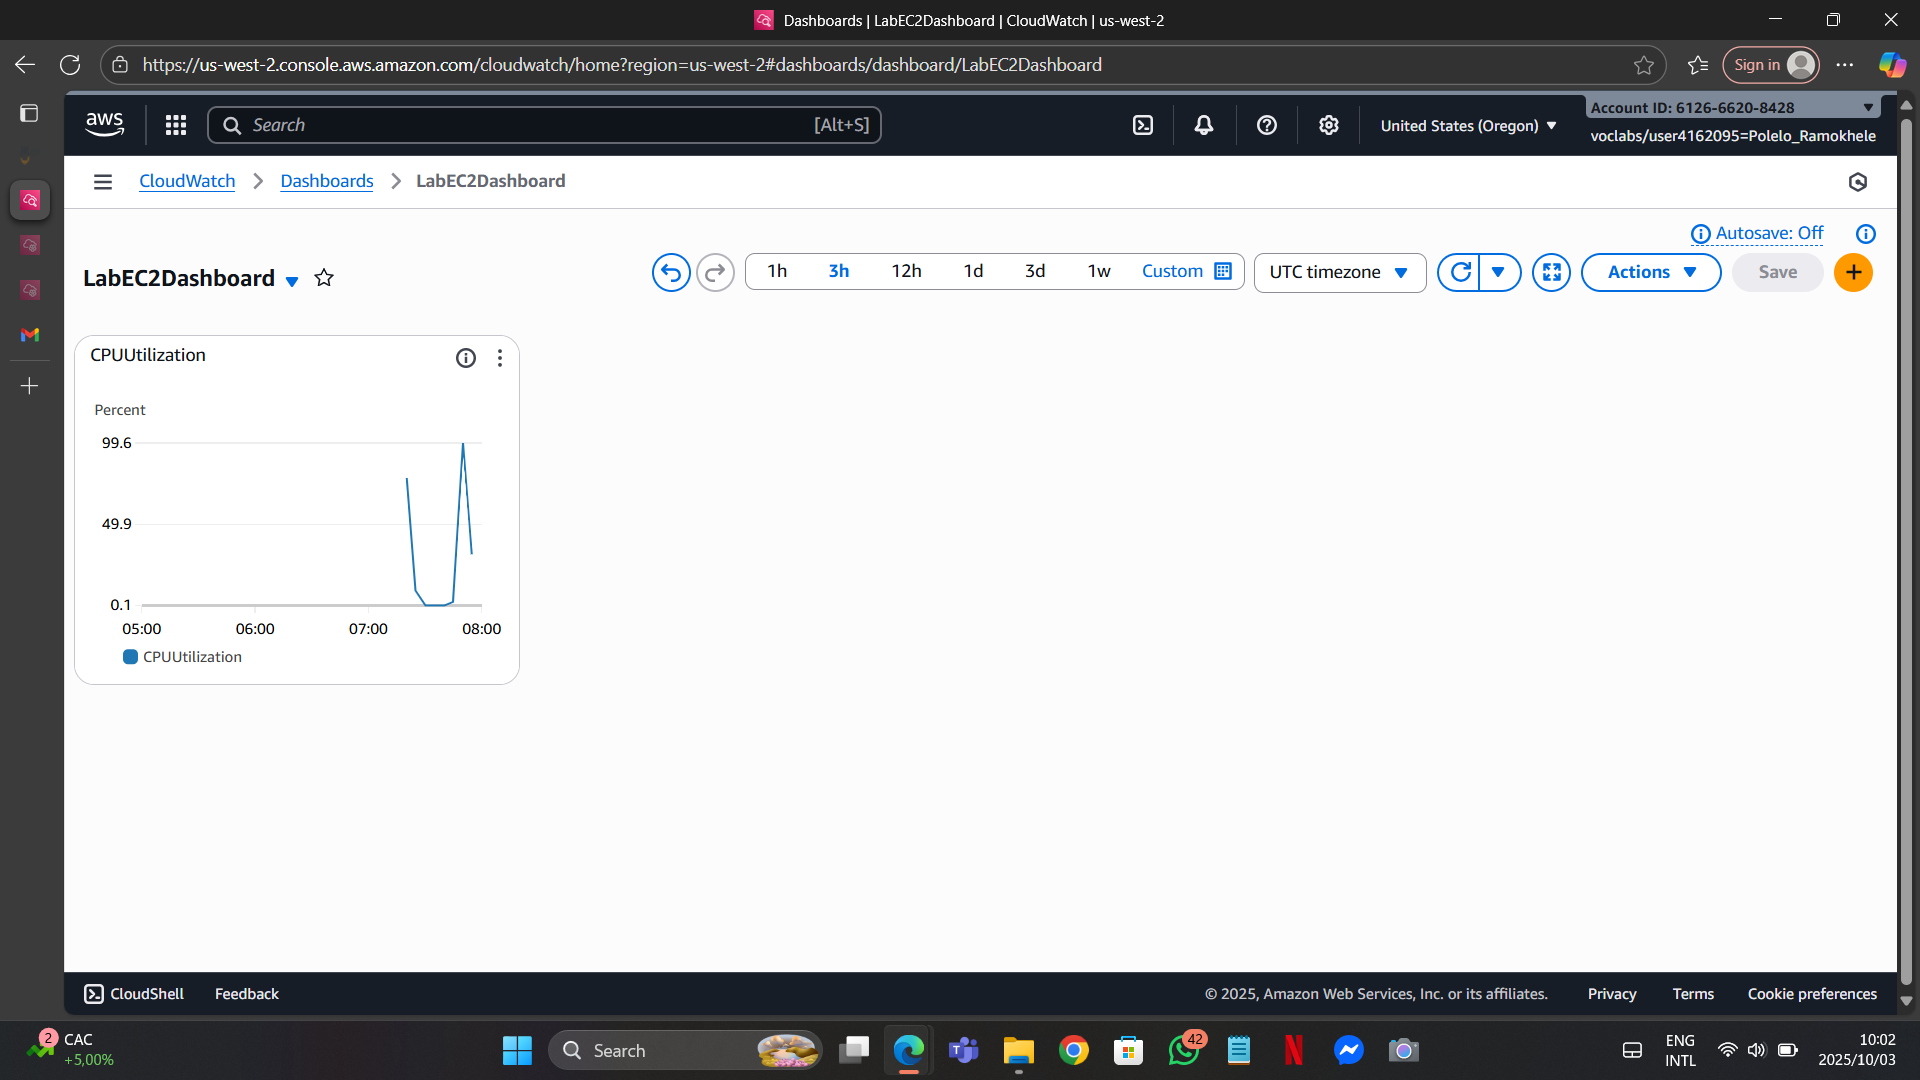 Dashboards | LabEC2Dashboard | CloudWatch | us-west-2
https://us-west-2.console.aws.amazon.com/cloudwatch/home?region=us-west-2#dashboards/dashboard/LabEC2Dashboard
Sign in
aws
Search [Alt+S]
United States (Oregon)
Account ID: 6126-6620-8428
voclabs/user4162095=Polelo_Ramokhele
CloudWatch > Dashboards > LabEC2Dashboard
Autosave: Off
LabEC2Dashboard
1h 3h 12h 1d 3d 1w Custom
UTC timezone
Actions
Save
CPUUtilization
Percent
99.6
49.9
0.1
05:00 06:00 07:00 08:00
CPUUtilization
CloudShell Feedback
© 2025, Amazon Web Services, Inc. or its affiliates. Privacy Terms Cookie preferences
2
CAC
+5,00%
Search
42
ENG
INTL
10:02
2025/10/03